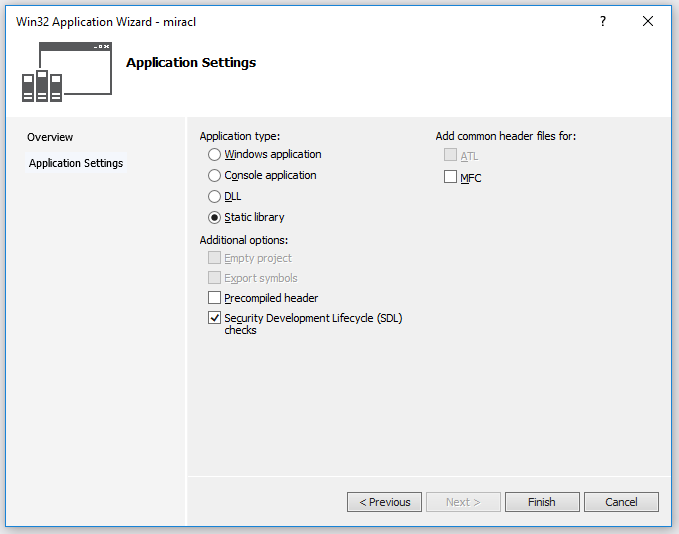 Win32 Application Wizard - miracl
?
Application Settings
Overview
Application Settings
Application type:
Windows application
Console application
DLL
Static library
Additional options:
Empty project
Export symbols
Precompiled header
Security Development Lifecycle (SDL)
checks
Add common header files for:
ATL
MFC
< Previous
Next >
Finish
Cancel